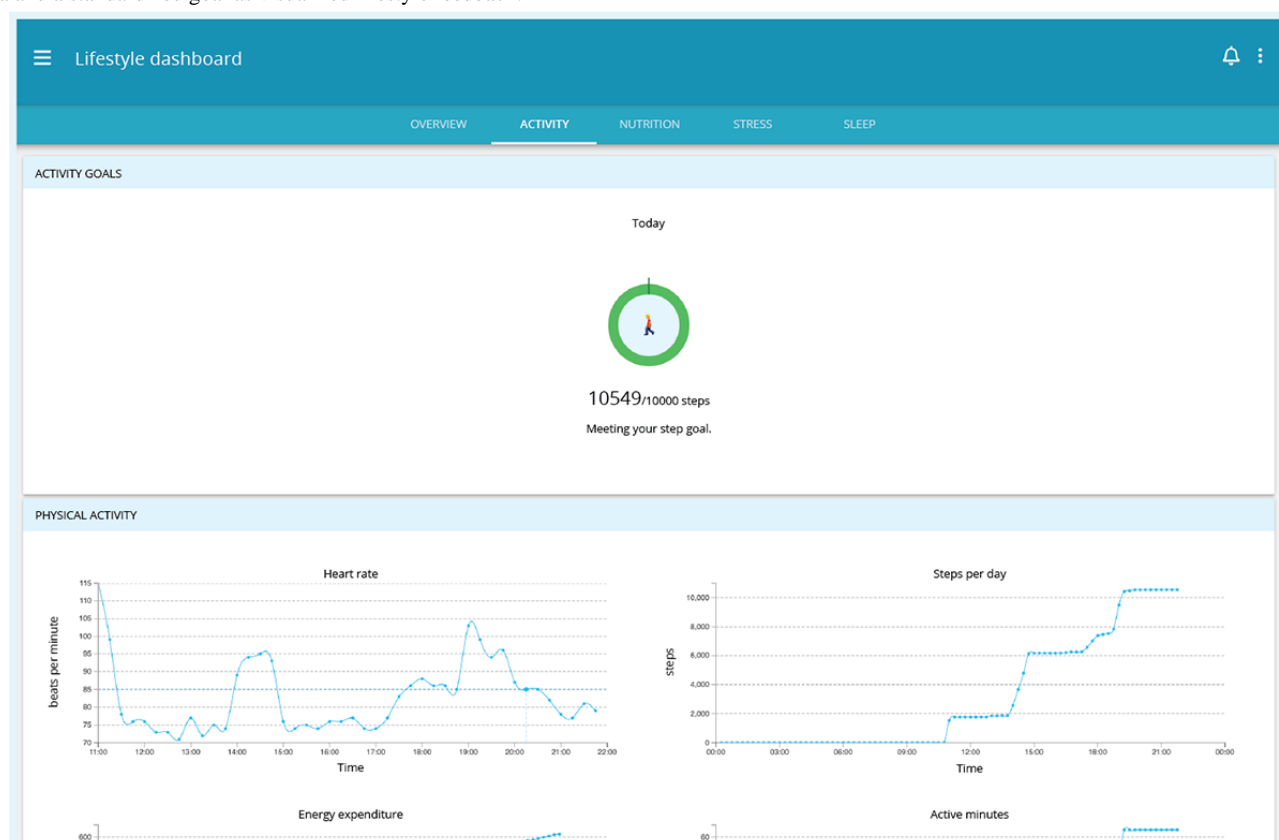 Lifestyle dashboard
OVERVIEW ACTIVITY NUTRITION STRESS SLEEP
ACTIVITY GOALS
Today
10549/10000 steps
Meeting your step goal.
PHYSICAL ACTIVITY
Heart rate
115
110
105
100
95
90
85
80
75
70
beats per minute
11:00 12:00 13:00 14:00 15:00 16:00 17:00 18:00 19:00 20:00 21:00 22:00
Time
Steps per day
10,000
8,000
6,000
4,000
2,000
0
steps
00:00 03:00 06:00 09:00 12:00 15:00 18:00 21:00 00:00
Time
Energy expenditure
600
Active minutes
60